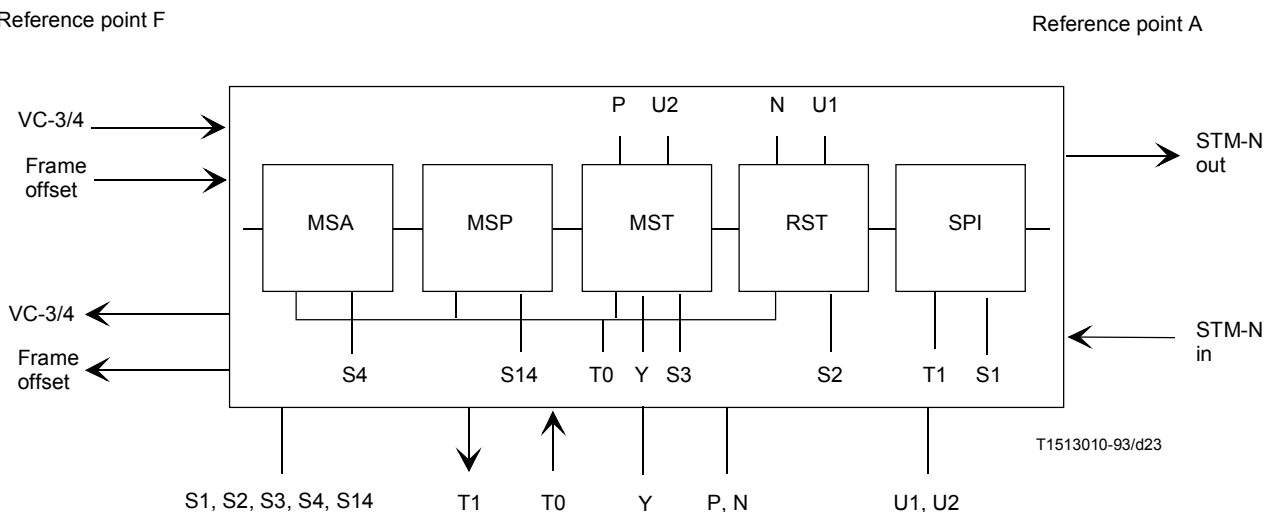 Reference point F
Reference point A
P U2 N U1
VC-3/4
STM-N
out
Frame
offset
MSA MSP MST RST SPI
VC-3/4
STM-N
in
Frame
offset
S4 S14 T0 Y S3 S2 T1 S1
T1513010-93/d23
S1, S2, S3, S4, S14 T1 T0 Y P, N U1, U2